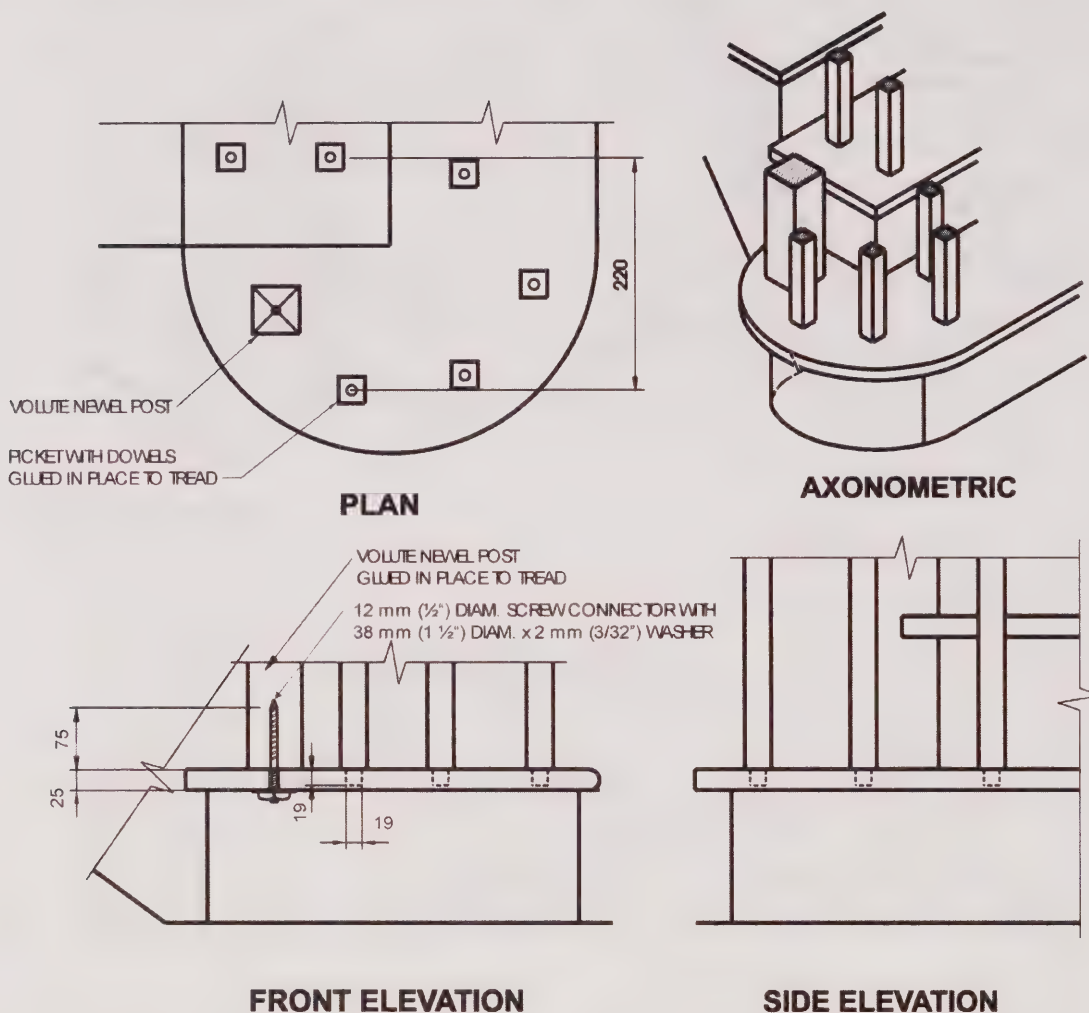 220
VOLUTE NEWEL POST
PICKET WITH DOWELS
GLUED IN PLACE TO TREAD
PLAN
AXONOMETRIC
VOLUTE NEWEL POST
GLUED IN PLACE TO TREAD
12 mm (½") DIAM. SCREW CONNECTOR WITH
38 mm (1 ½") DIAM. x 2 mm (3/32") WASHER
75
25
19
19
FRONT ELEVATION
SIDE ELEVATION